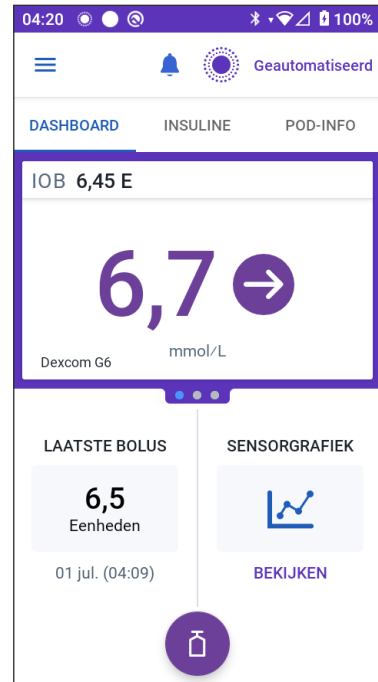 04:20 100%
Geautomatiseerd
DASHBOARD INSULINE POD-INFO
IOB 6,45 E
6,7
mmol/L
Dexcom G6
LAATSTE BOLUS SENSORGRAFIEK
6,5
Eenheden
01 jul. (04:09) BEKIJKEN